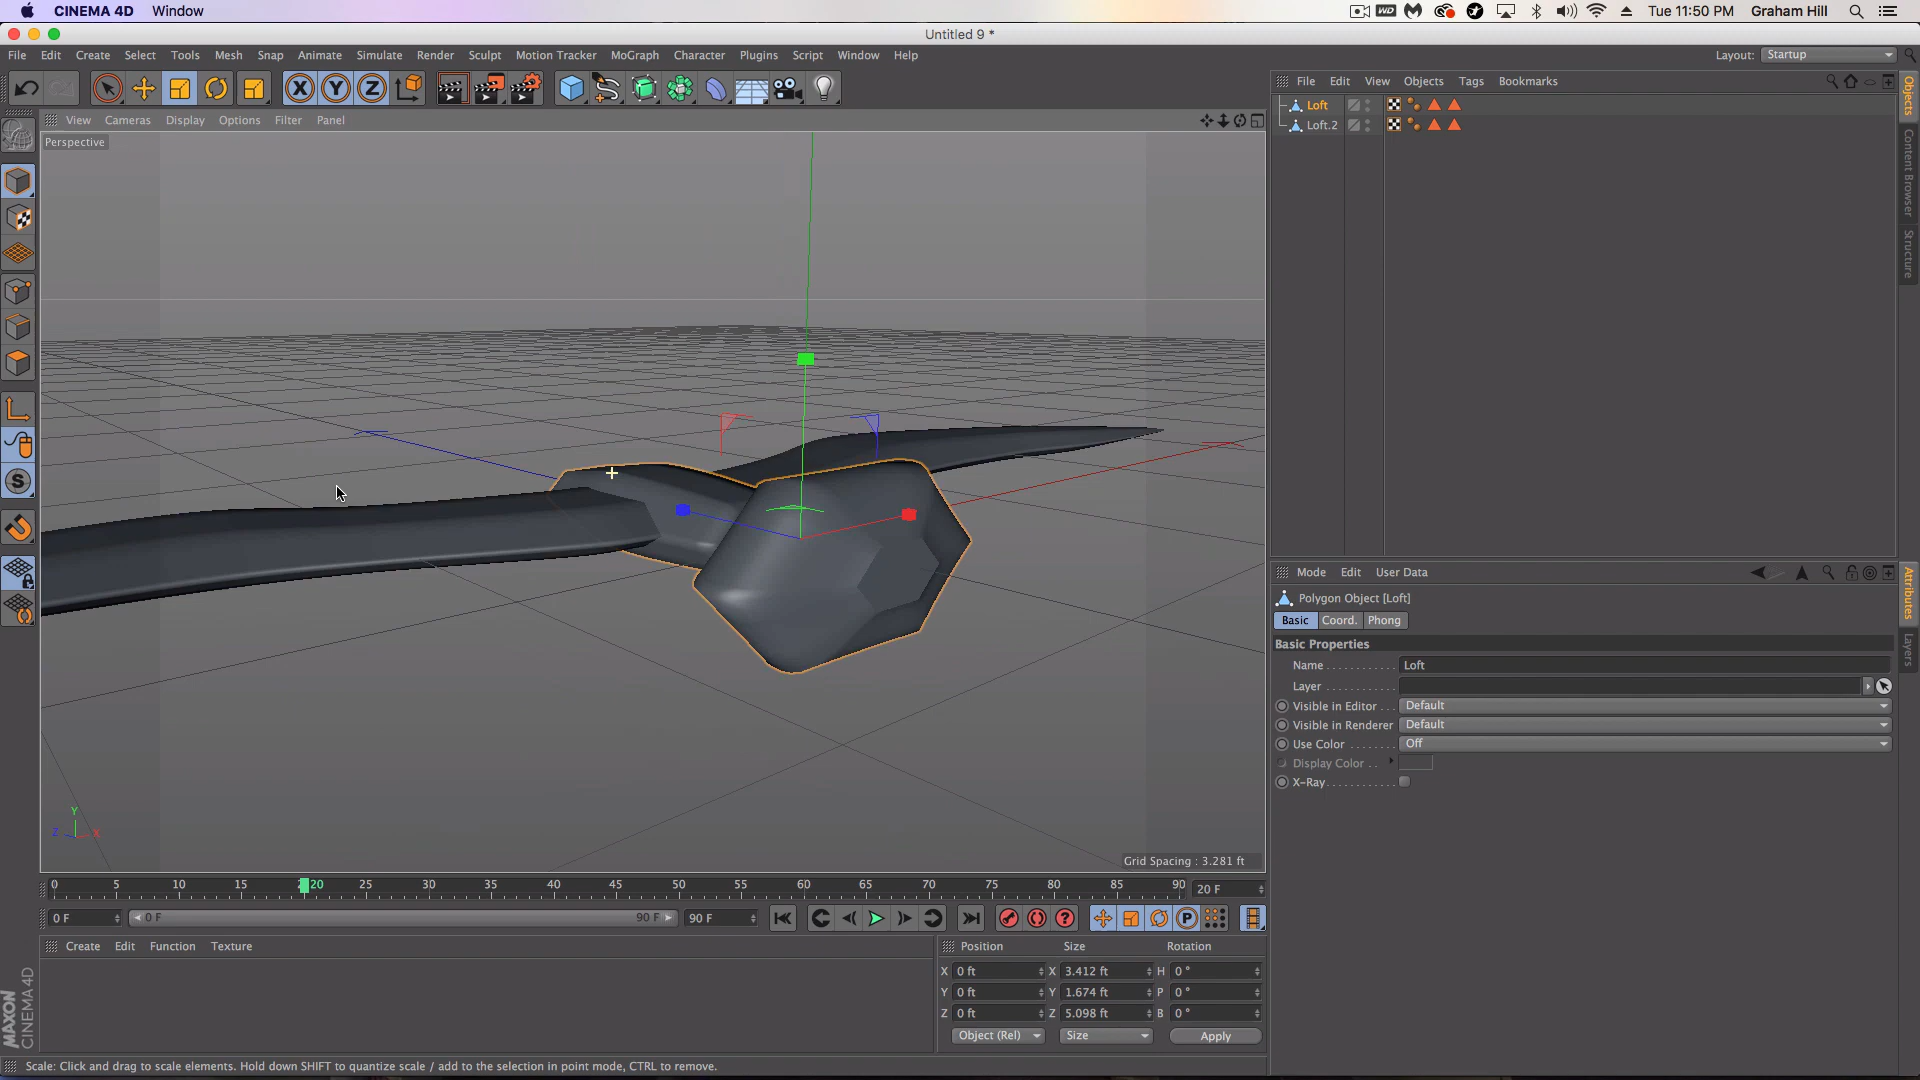 CINEMA 4D Window Tue 11:50 PM Graham Hill
Untitled 9 *
File Edit Create Select Tools Mesh Snap Animate Simulate Render Sculpt Motion Tracker MoGraph Character Plugins Script Window Help Layout: Startup
X Y Z
File Edit View Objects Tags Bookmarks
View Cameras Display Options Filter Panel
Perspective
Loft
Loft.2
Objects
Content Browser
Structure
S
Mode Edit User Data
Polygon Object [Loft]
Basic Coord. Phong
Basic Properties
Name Loft
Layer
Visible in Editor Default
Visible in Renderer Default
Use Color Off
Display Color
X-Ray
Attributes
Layers
Y
Z X
Grid Spacing : 3.281 ft
0 5 10 15 20 25 30 35 40 45 50 55 60 65 70 75 80 85 90 20 F
0 F 0 F 90 F 90 F
Create Edit Function Texture
Position Size Rotation
X 0 ft X 3.412 ft H 0 °
Y 0 ft Y 1.674 ft P 0 °
Z 0 ft Z 5.098 ft B 0 °
Object (Rel) Size Apply
MAXON CINEMA 4D
Scale: Click and drag to scale elements. Hold down SHIFT to quantize scale / add to the selection in point mode, CTRL to remove.